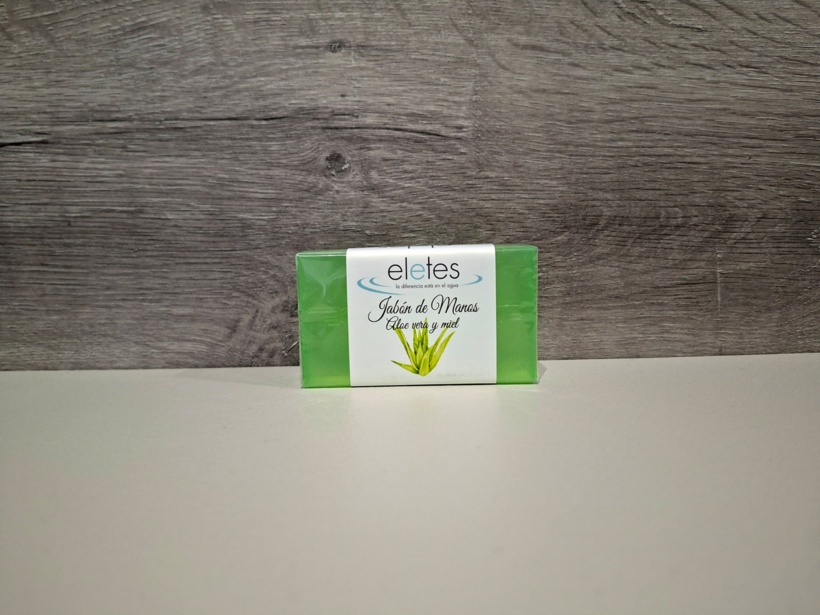 eletes
la diferencia está en el agua
Jabón de Manos
Aloe vera y miel